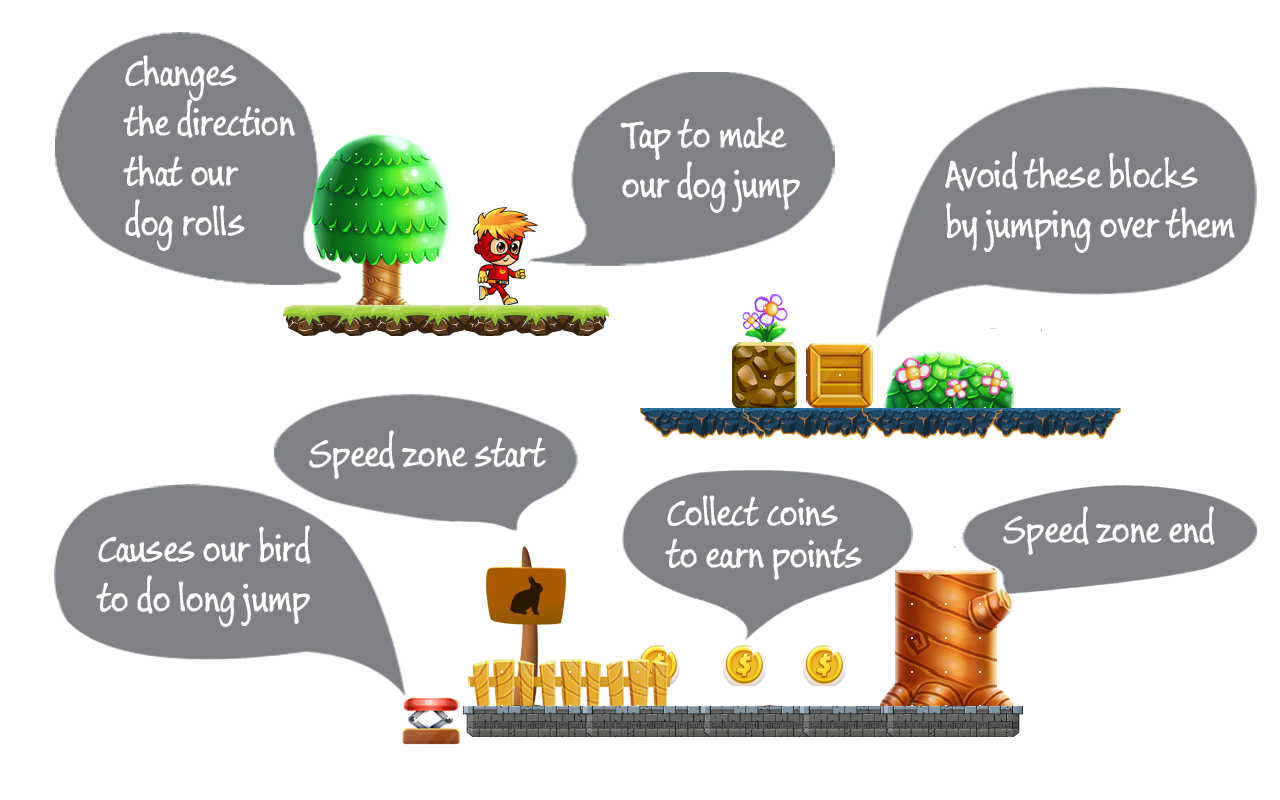 Changes
the direction
that our
dog rolls
Tap to make
our dog jump
Avoid these blocks
by jumping over them
Speed zone start
Causes our bird
to do long jump
Collect coins
to earn points
Speed zone end
$
$
$